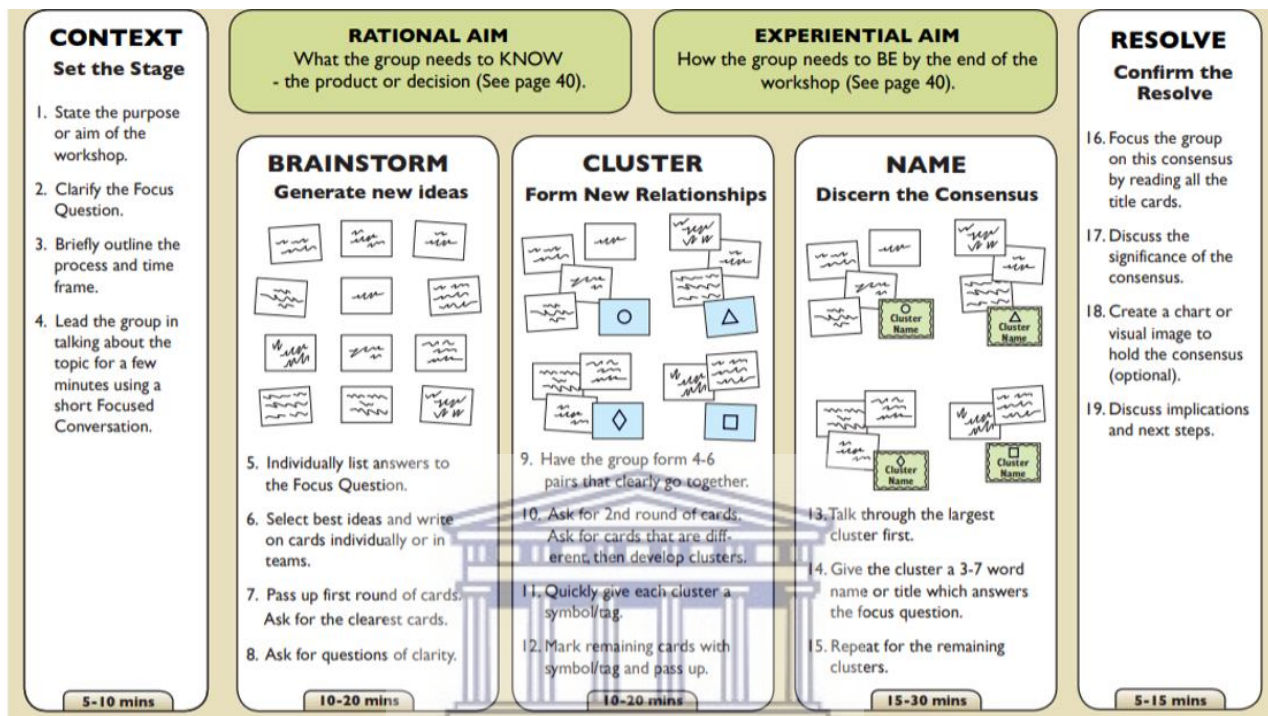 CONTEXT
Set the Stage
1. State the purpose
or aim of the
workshop.
2. Clarify the Focus
Question.
3. Briefly outline the
process and time
frame.
4. Lead the group in
talking about the
topic for a few
minutes using a
short Focused
Conversation.
5-10 mins
RATIONAL AIM
What the group needs to KNOW
- the product or decision (See page 40).
EXPERIENTIAL AIM
How the group needs to BE by the end of the
workshop (See page 40).
BRAINSTORM
Generate new ideas
5. Individually list answers to
the Focus Question.
6. Select best ideas and write
on cards individually or in
teams.
7. Pass up first round of cards.
Ask for the clearest cards.
8. Ask for questions of clarity.
10-20 mins
CLUSTER
Form New Relationships
9. Have the group form 4-6
pairs that clearly go together.
10. Ask for 2nd round of cards.
Ask for cards that are diff-
erent, then develop clusters.
11. Quickly give each cluster a
symbol/tag.
12. Mark remaining cards with
symbol/tag and pass up.
10-20 mins
NAME
Discern the Consensus
Cluster
Name
Cluster
Name
Cluster
Name
Cluster
Name
13. Talk through the largest
cluster first.
14. Give the cluster a 3-7 word
name or title which answers
the focus question.
15. Repeat for the remaining
clusters.
15-30 mins
RESOLVE
Confirm the
Resolve
16. Focus the group
on this consensus
by reading all the
title cards.
17. Discuss the
significance of the
consensus.
18. Create a chart or
visual image to
hold the consensus
(optional).
19. Discuss implications
and next steps.
5-15 mins